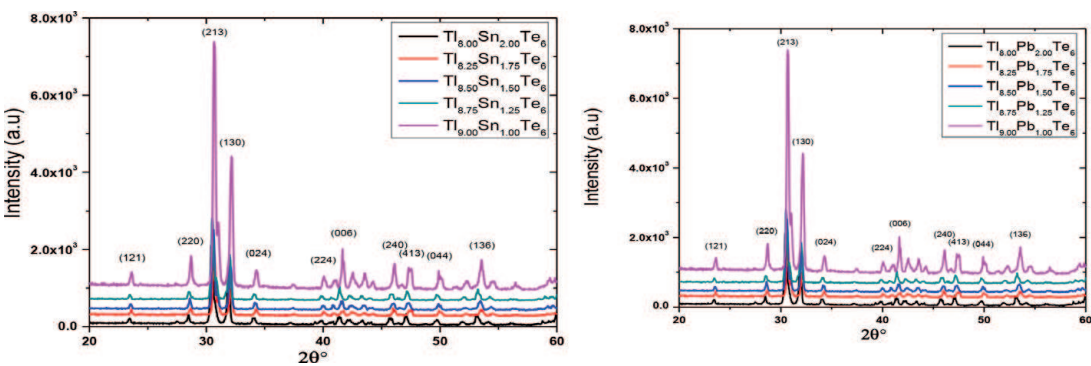 8.0x10³
6.0x10³
4.0x10³
2.0x10³
0.0
Intensity (a.u)
(213)
(130)
(121)
(220)
(024)
(224)
(006)
(240)
(413)
(044)
(136)
Tl8.00Sn2.00Te6
Tl8.25Sn1.75Te6
Tl8.50Sn1.50Te6
Tl8.75Sn1.25Te6
Tl9.00Sn1.00Te6
20 30 40 50 60
2θ°
8.0x10³
6.0x10³
4.0x10³
2.0x10³
0.0
Intensity (a.u)
(213)
(130)
(121)
(220)
(024)
(224)
(006)
(240)
(413)
(044)
(136)
Tl8.00Pb2.00Te6
Tl8.25Pb1.75Te6
Tl8.50Pb1.50Te6
Tl8.75Pb1.25Te6
Tl9.00Pb1.00Te6
20 30 40 50 60
2θ°